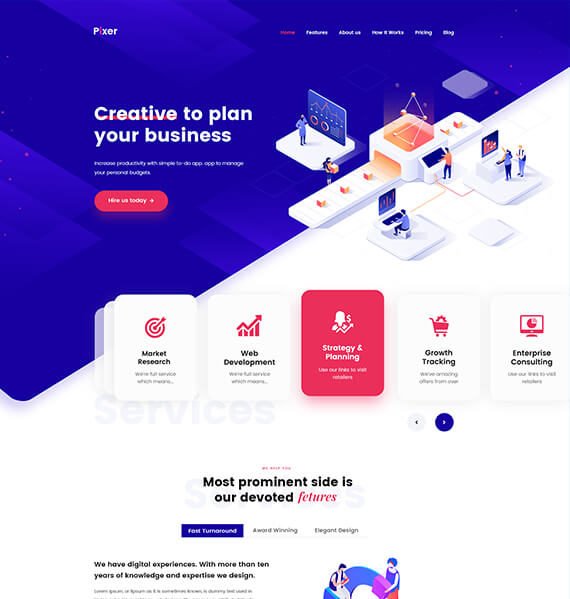 Pixer
Home Features About us How It Works Pricing Blog
Creative to plan
your business
Increase productivity with simple to-do app. app to manage
your personal budgets.
Hire us today →
Market
Research
We're full service
which means...
Web
Development
We're full service
which means...
Strategy &
Planning
Use our links to visit
retailers
Growth
Tracking
We've amazing
offers from over
Enterprise
Consulting
Use our links to visit
retailers
Services
WE HELP YOU
Services
Most prominent side is
our devoted fetures
Fast Turnaround Award Winning Elegant Design
We have digital experiences. With more than ten
years of knowledge and expertise we design.
Lorem Ipsum, or Ipsum as it is sometimes known, is dummy text used in